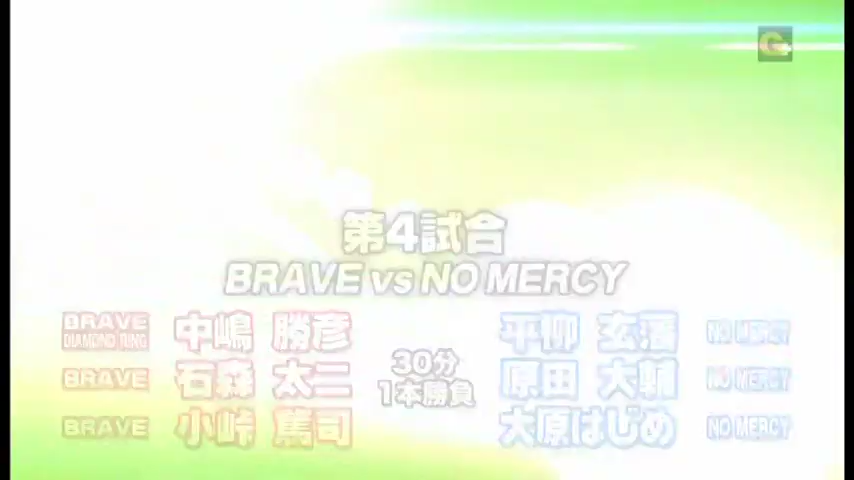 G+
第4試合
BRAVE vs NO MERCY
BRAVE DIAMOND RING 中嶋 勝彦
BRAVE 石森 太二
BRAVE 小峠 篤司
30分
1本勝負
平柳 玄藩 NO MERCY
原田 大輔 NO MERCY
大原はじめ NO MERCY